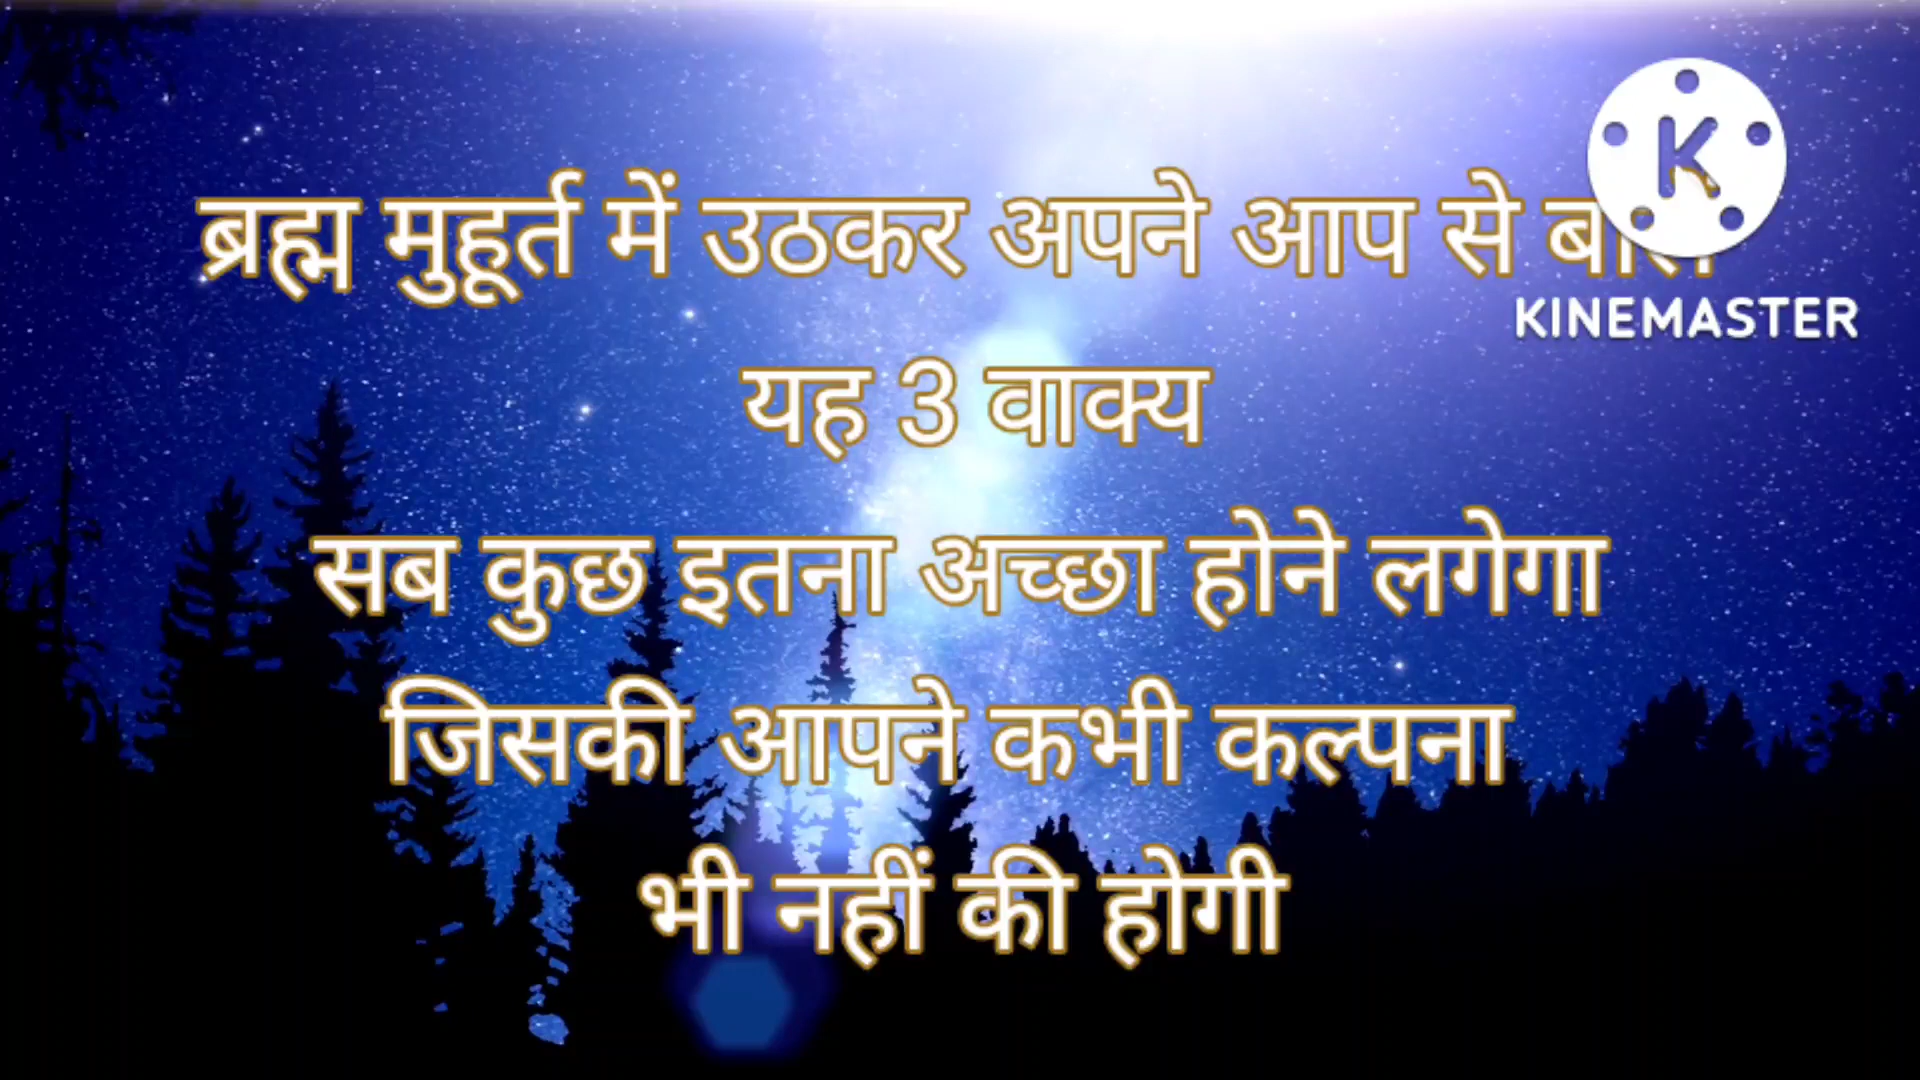 ब्रह्म मुहूर्त में उठकर अपने आप से
यह 3 वाक्य
सब कुछ इतना अच्छा होने लगेगा
जिसकी आपने कभी कल्पना
भी नहीं की होगी
K
KINEMASTER